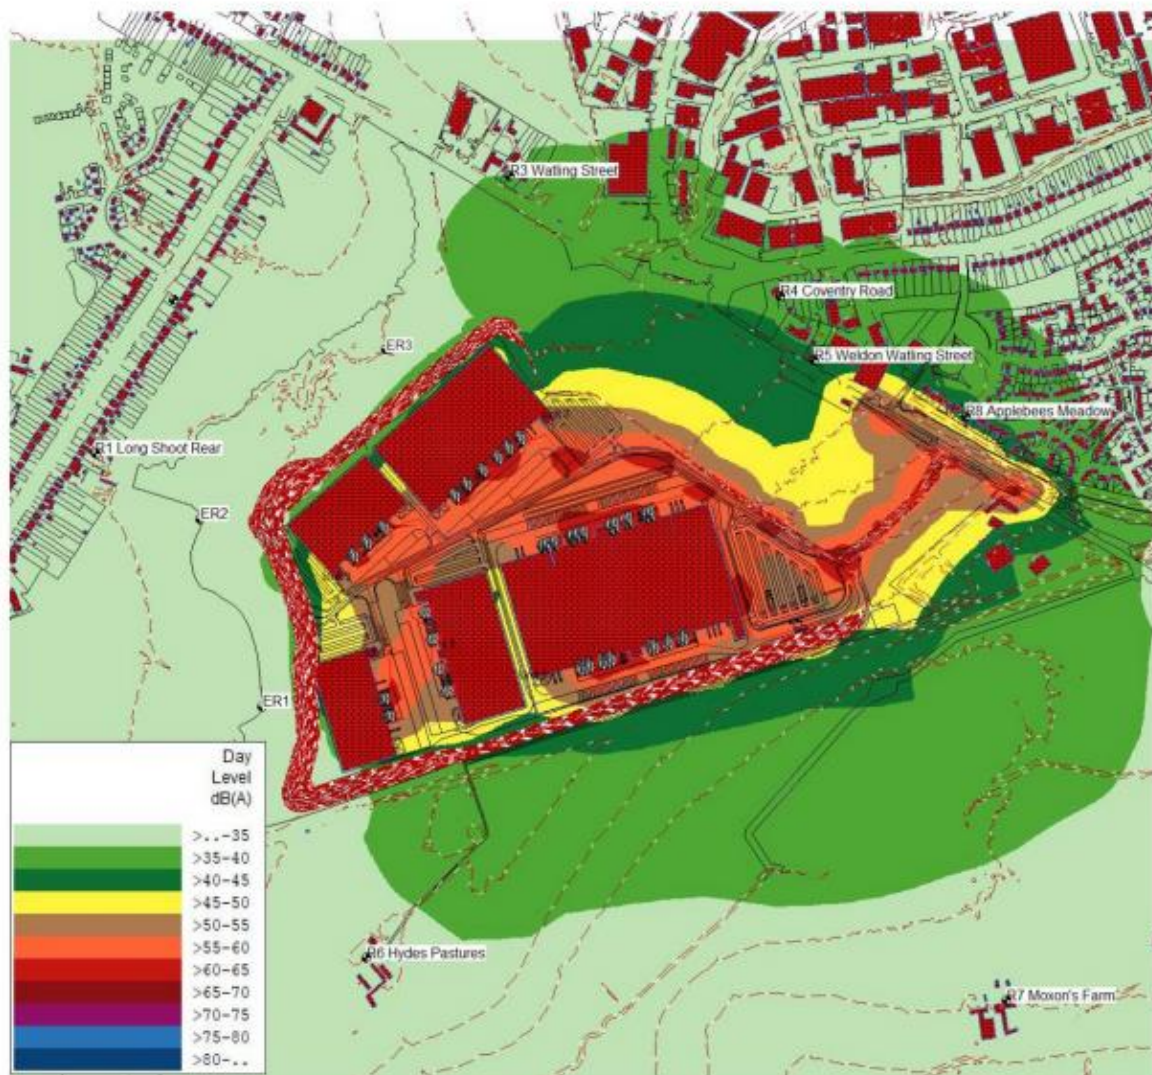 R3 Watling Street
R4 Coventry Road
ER3
R5 Weldon Watling Street
R8 Applebees Meadow
R1 Long Shoot Rear
ER2
ER1
Day
Level
dB(A)
>..-35
>35-40
>40-45
>45-50
>50-55
>55-60
>60-65
>65-70
>70-75
>75-80
>80-..
R6 Hydes Pastures
R7 Moxon's Farm